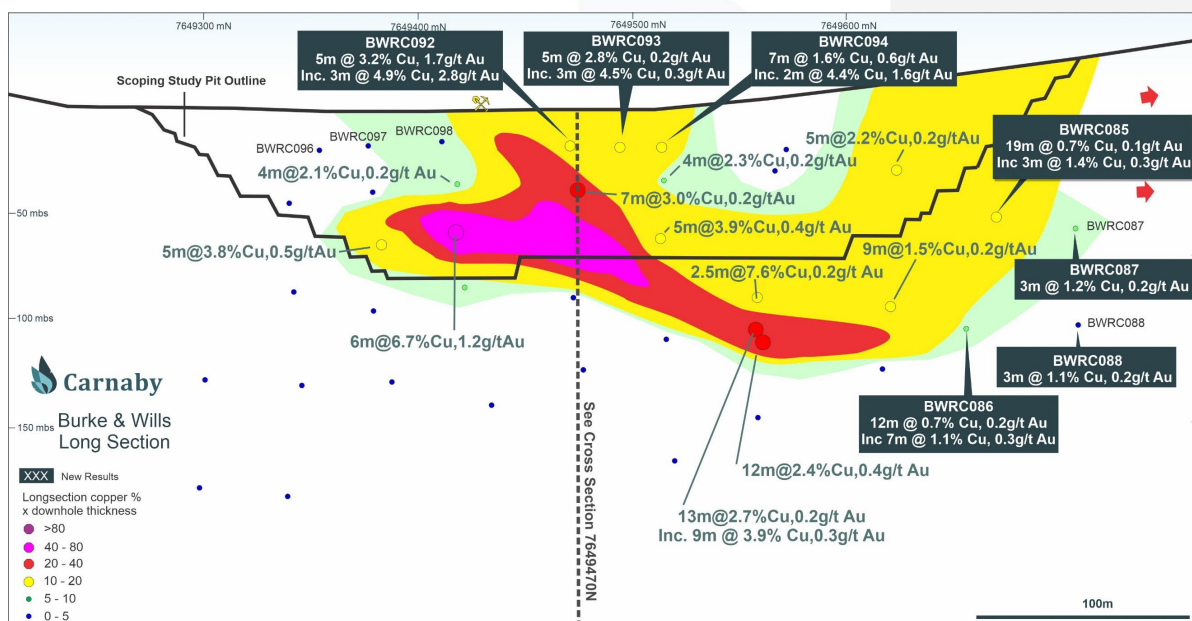 7649300 mN
7649400 mN
7649500 mN
7649600 mN
BWRC092
5m @ 3.2% Cu, 1.7g/t Au
Inc. 3m @ 4.9% Cu, 2.8g/t Au
BWRC093
5m @ 2.8% Cu, 0.2g/t Au
Inc. 3m @ 4.5% Cu, 0.3g/t Au
BWRC094
7m @ 1.6% Cu, 0.6g/t Au
Inc. 2m @ 4.4% Cu, 1.6g/t Au
Scoping Study Pit Outline
BWRC096
BWRC097
BWRC098
4m@2.1%Cu,0.2g/t Au
4m@2.3%Cu,0.2g/tAu
5m@2.2%Cu,0.2g/tAu
BWRC085
19m @ 0.7% Cu, 0.1g/t Au
Inc 3m @ 1.4% Cu, 0.3g/t Au
7m@3.0%Cu,0.2g/tAu
50 mbs
5m@3.8%Cu,0.5g/tAu
5m@3.9%Cu,0.4g/t Au
9m@1.5%Cu,0.2g/tAu
BWRC087
2.5m@7.6%Cu,0.2g/t Au
BWRC087
3m @ 1.2% Cu, 0.2g/t Au
100 mbs
6m@6.7%Cu,1.2g/tAu
BWRC088
BWRC088
3m @ 1.1% Cu, 0.2g/t Au
BWRC086
12m @ 0.7% Cu, 0.2g/t Au
Inc 7m @ 1.1% Cu, 0.3g/t Au
Carnaby
Burke & Wills
Long Section
150 mbs
See Cross Section 7649470N
12m@2.4%Cu,0.4g/t Au
13m@2.7%Cu,0.2g/t Au
Inc. 9m @ 3.9% Cu,0.3g/t Au
XXX New Results
Longsection copper %
x downhole thickness
>80
40 - 80
20 - 40
10 - 20
5 - 10
0 - 5
100m